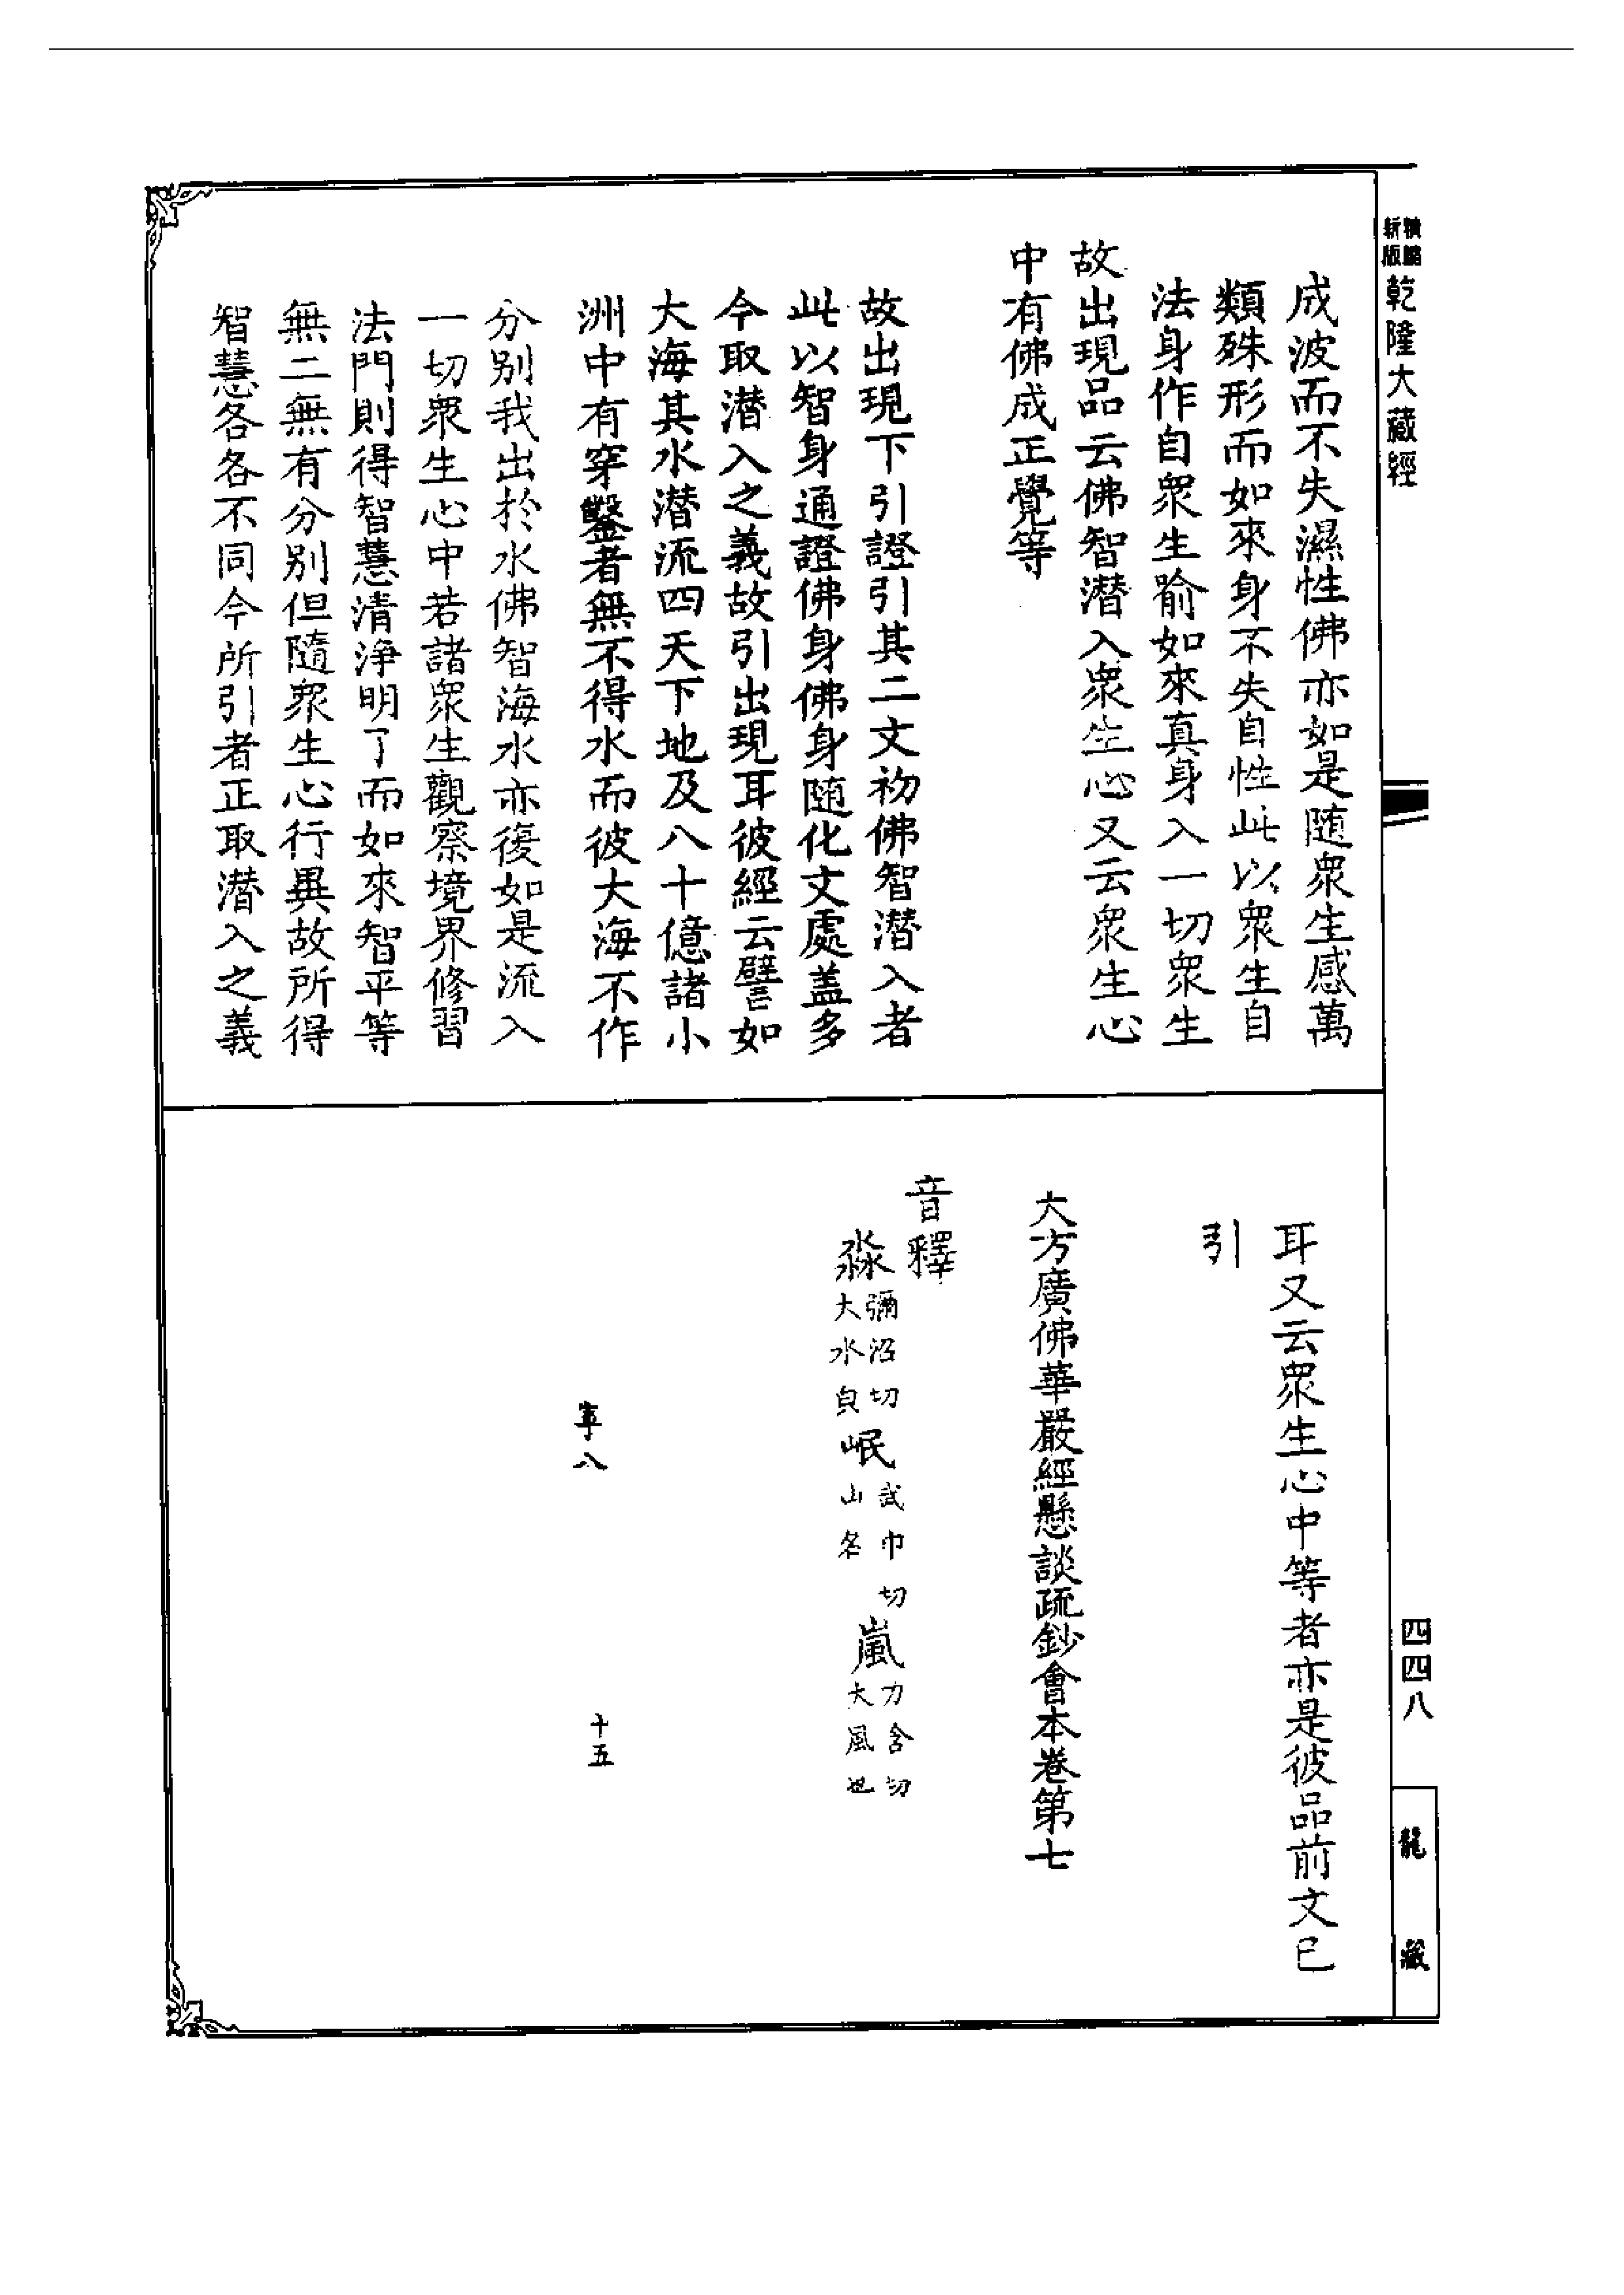 新版
乾隆大藏經
成波而不失濕性佛亦如是随衆生感萬
類殊形而如來身不失自性此以衆生自
法身作自衆生喻如來真身入一切衆生
故出現品云佛智潜入衆生心又云衆生心
中有佛成正覺等
故出現下引證引其二文初佛智潜入者
此以智身通證佛身佛身隨化文處盖多
今取潜入之義故引出現耳彼經云譬如
大海其水潜流四天下地及八十億諸小
洲中有穿鑿者無不得水而彼大海不作
分别我出於水佛智海水亦復如是流入
一切衆生心中若諸衆生觀察境界修習
法門則得智慧清淨明了而如來智平等
無二無有分别但隨衆生心行異故所得
智慧各各不同今所引者正取潜入之義
耳又云衆生心中等者亦是彼品前文已
引
大方廣佛華嚴經懸談疏鈔會本卷第七
音釋
淼彌沼切大水皃岷武巾切山名嵐力含切大風也
八
十五
四四八
龍藏